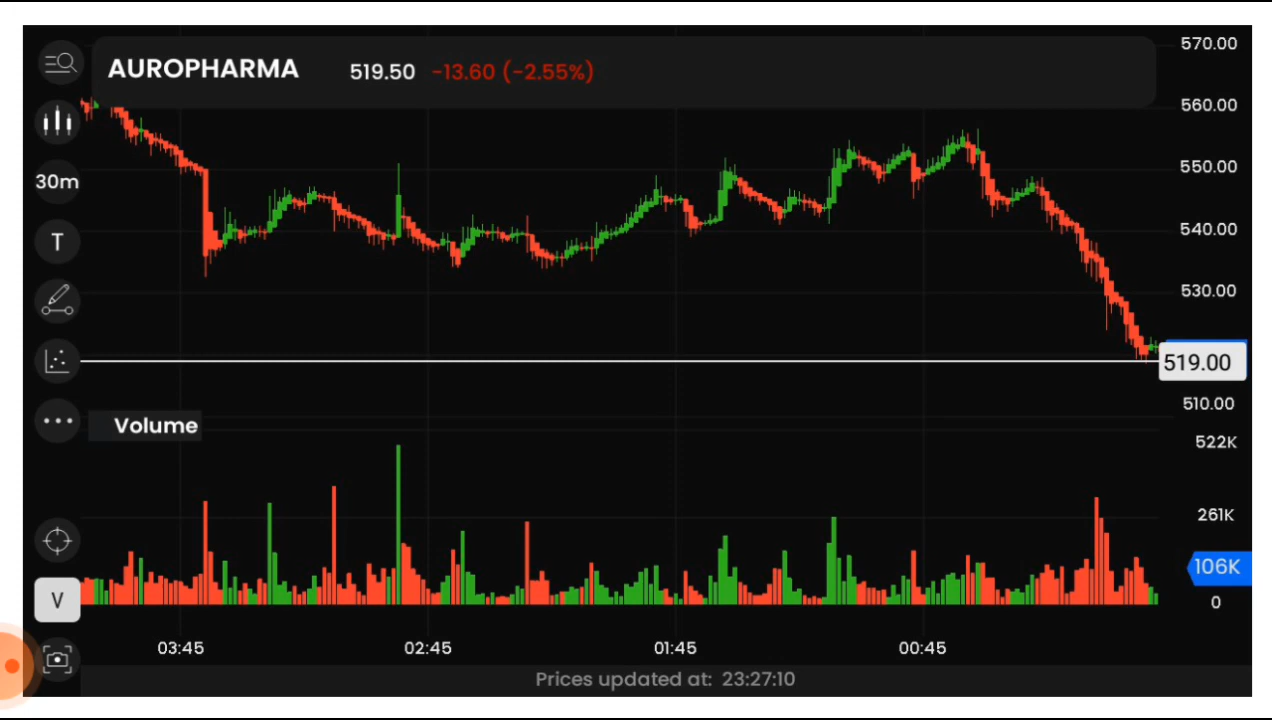 AUROPHARMA 519.50 -13.60 (-2.55%)
570.00
560.00
30m
550.00
T
540.00
530.00
519.00
510.00
Volume
522K
261K
106K
V
0
03:45 02:45 01:45 00:45
Prices updated at: 23:27:10